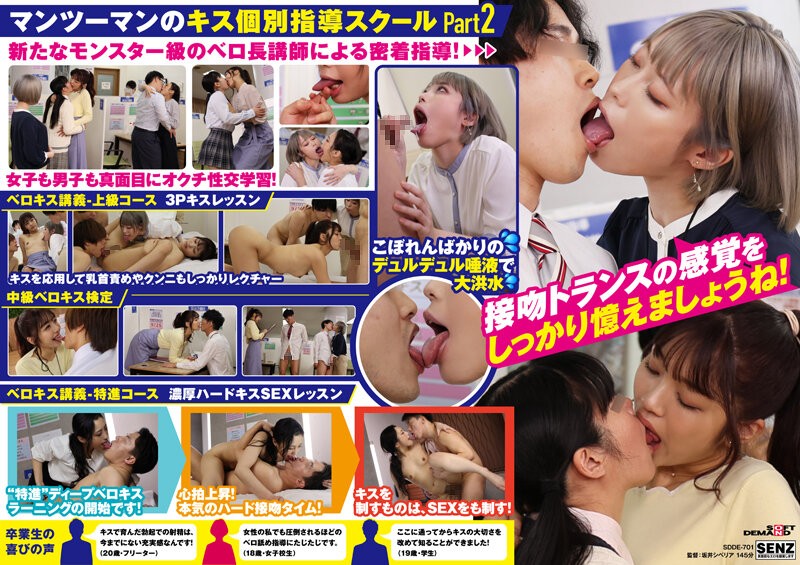 マンツーマンのキス個別指導スクール Part2
新たなモンスター級のベロ長講師による密着指導!
女子も男子も真面目にオクチ性交学習!
ベロキス講義-上級コース 3Pキスレッスン
キスを応用して乳首責めやクンニもしっかりレクチャー
中級ベロキス検定
こぼれんばかりの
デュルデュル唾液で
大洪水
接吻トランスの感覚を
しっかり憶えましょうね!
ベロキス講義-特進コース 濃厚ハードキスSEXレッスン
“特進”ディープベロキス
ラーニングの開始です!
心拍上昇!
本気のハード接吻タイム!
キスを
制すものは、SEXをも制す!
卒業生の
喜びの声
キスで育んだ勃起での射精は、
今までにない充実感なんです!
(20歳・フリーター)
女性の私でも圧倒されるほどの
ベロ舐め指導にたじたじです。
(18歳・女子校生)
ここに通ってからキスの大切さを
改めて知ることができました!
(19歳・学生)
SOFT ON DEMAND
SDDE-701
監督:坂井シベリア 145分
SENZ